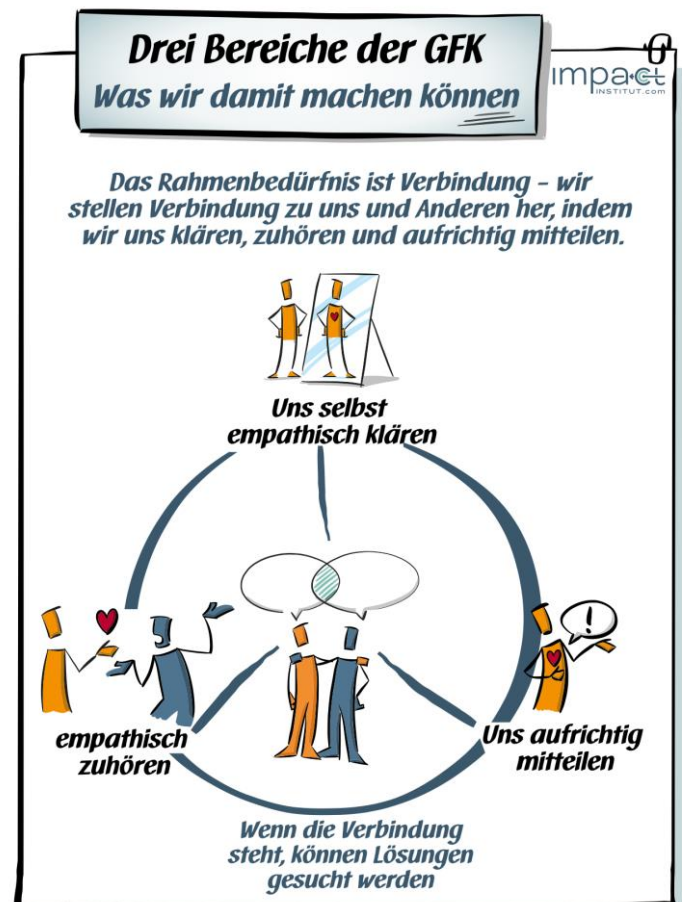 Drei Bereiche der GFK
Was wir damit machen können
impact
INSTITUT.com
Das Rahmenbedürfnis ist Verbindung – wir
stellen Verbindung zu uns und Anderen her, indem
wir uns klären, zuhören und aufrichtig mitteilen.
Uns selbst
empathisch klären
!
empathisch
zuhören
Uns aufrichtig
mitteilen
Wenn die Verbindung
steht, können Lösungen
gesucht werden